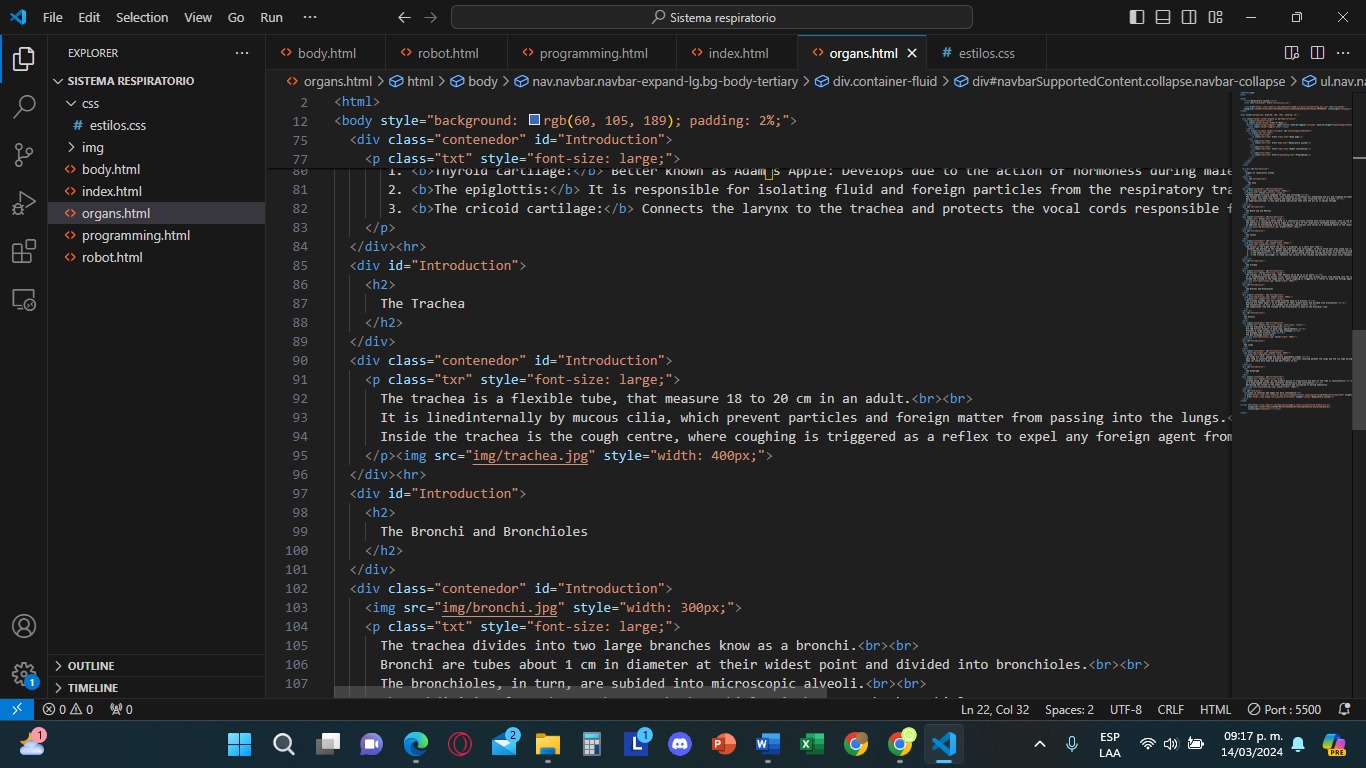 File Edit Selection View Go Run ··· Sistema respiratorio
EXPLORER ···
body.html robot.html programming.html index.html organs.html estilos.css ···
SISTEMA RESPIRATORIO
organs.html > html > body > nav.navbar.navbar-expand-lg.bg-body-tertiary > div.container-fluid > div#navbarSupportedContent.collapse.navbar-collapse > ul.nav.na
css
# estilos.css
img
body.html
index.html
organs.html
programming.html
robot.html
2 <html>
12 <body style="background: rgb(60, 105, 189); padding: 2%;">
75 <div class="contenedor" id="Introduction">
77 <p class="txt" style="font-size: large;">
80 1. <b>Thyroid cartilage:</b> Better known as Adam's Apple: Develops due to the action of hormoness during male
81 2. <b>The epiglottis:</b> It is responsible for isolating fluid and foreign particles from the respiratory tra
82 3. <b>The cricoid cartilage:</b> Connects the larynx to the trachea and protects the vocal cords responsible f
83 </p>
84 </div><hr>
85 <div id="Introduction">
86 <h2>
87 The Trachea
88 </h2>
89 </div>
90 <div class="contenedor" id="Introduction">
91 <p class="txr" style="font-size: large;">
92 The trachea is a flexible tube, that measure 18 to 20 cm in an adult.<br><br>
93 It is linedinternally by mucous cilia, which prevent particles and foreign matter from passing into the lungs.<
94 Inside the trachea is the cough centre, where coughing is triggered as a reflex to expel any foreign agent from
95 </p><img src="img/trachea.jpg" style="width: 400px;">
96 </div><hr>
97 <div id="Introduction">
98 <h2>
99 The Bronchi and Bronchioles
100 </h2>
101 </div>
102 <div class="contenedor" id="Introduction">
103 <img src="img/bronchi.jpg" style="width: 300px;">
104 <p class="txt" style="font-size: large;">
105 The trachea divides into two large branches know as a bronchi.<br><br>
106 Bronchi are tubes about 1 cm in diameter at their widest point and divided into bronchioles.<br><br>
107 The bronchioles, in turn, are subided into microscopic alveoli.<br><br>
OUTLINE
TIMELINE
1
0 0 0 Ln 22, Col 32 Spaces: 2 UTF-8 CRLF HTML Port : 5500
1 2 1 ESP LAA 09:17 p. m. 14/03/2024 PRE